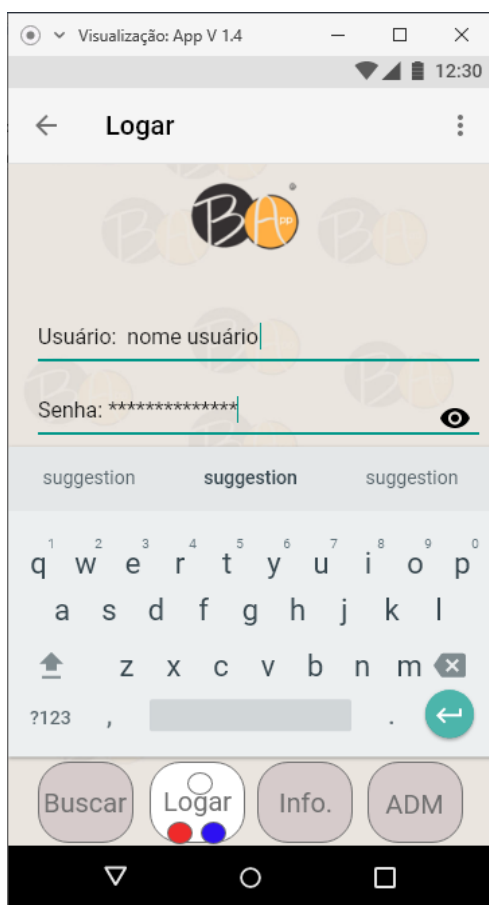 Visualização: App V 1.4
12:30
Logar
BApp
Usuário: nome usuário
Senha: **************
suggestion suggestion suggestion
1 2 3 4 5 6 7 8 9 0
q w e r t y u i o p
a s d f g h j k l
z x c v b n m
?123 , .
Buscar Logar Info. ADM